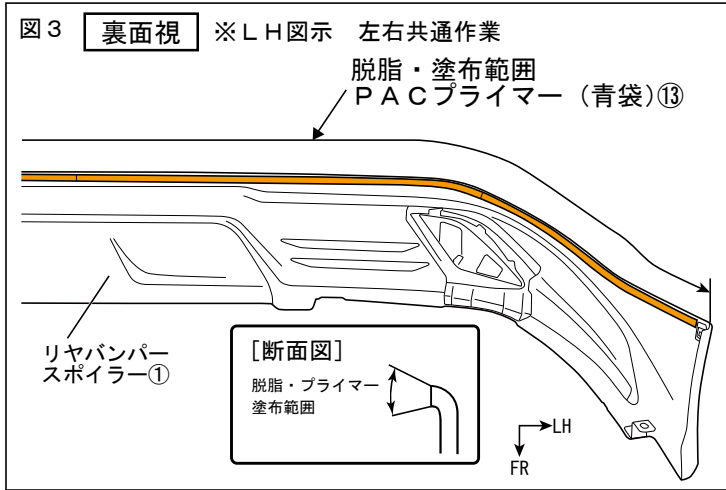 図3 裏面視 ※LH図示 左右共通作業
脱脂・塗布範囲
PACプライマー（青袋）⑬
リヤバンパー
スポイラー①
[断面図]
脱脂・プライマー
塗布範囲
LH
FR